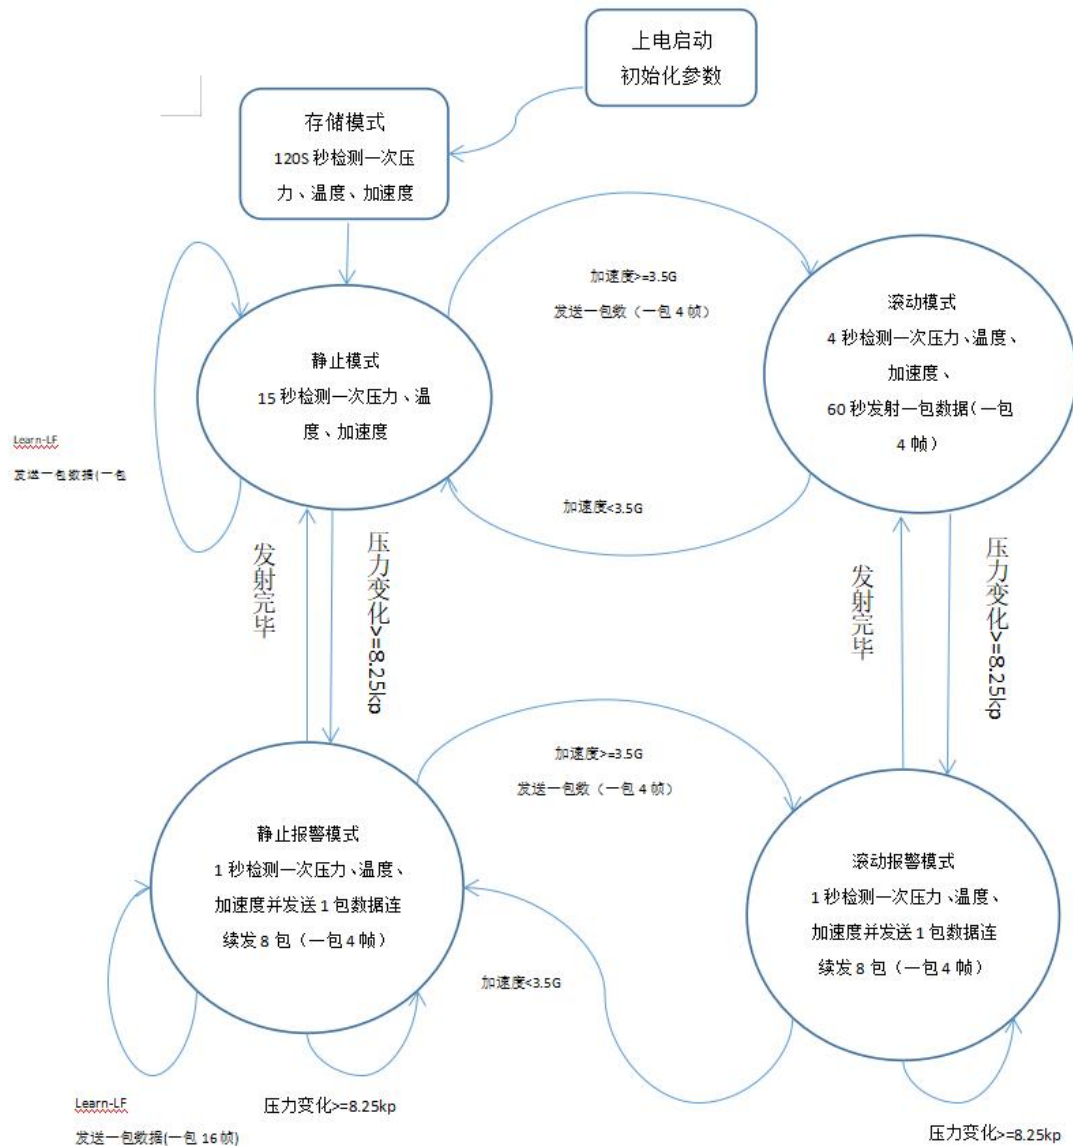 上电启动
初始化参数
存储模式
120S 秒检测一次压
力、温度、加速度
加速度>=3.5G
发送一包数（一包 4 帧）
滚动模式
4 秒检测一次压力、温度、
加速度、
60 秒发射一包数据（一包
4 帧）
静止模式
15 秒检测一次压力、温
度、加速度
Learn-LF
发送一包数据(一包
加速度<3.5G
发射完毕
压力变化>=8.25kp
发射完毕
压力变化>=8.25kp
加速度>=3.5G
发送一包数（一包 4 帧）
静止报警模式
1 秒检测一次压力、温度、
加速度并发送 1 包数据连
续发 8 包（一包 4 帧）
滚动报警模式
1 秒检测一次压力、温度、
加速度并发送 1 包数据连
续发 8 包（一包 4 帧）
加速度<3.5G
Learn-LF
发送一包数据(一包 16 帧)
压力变化>=8.25kp
压力变化>=8.25kp